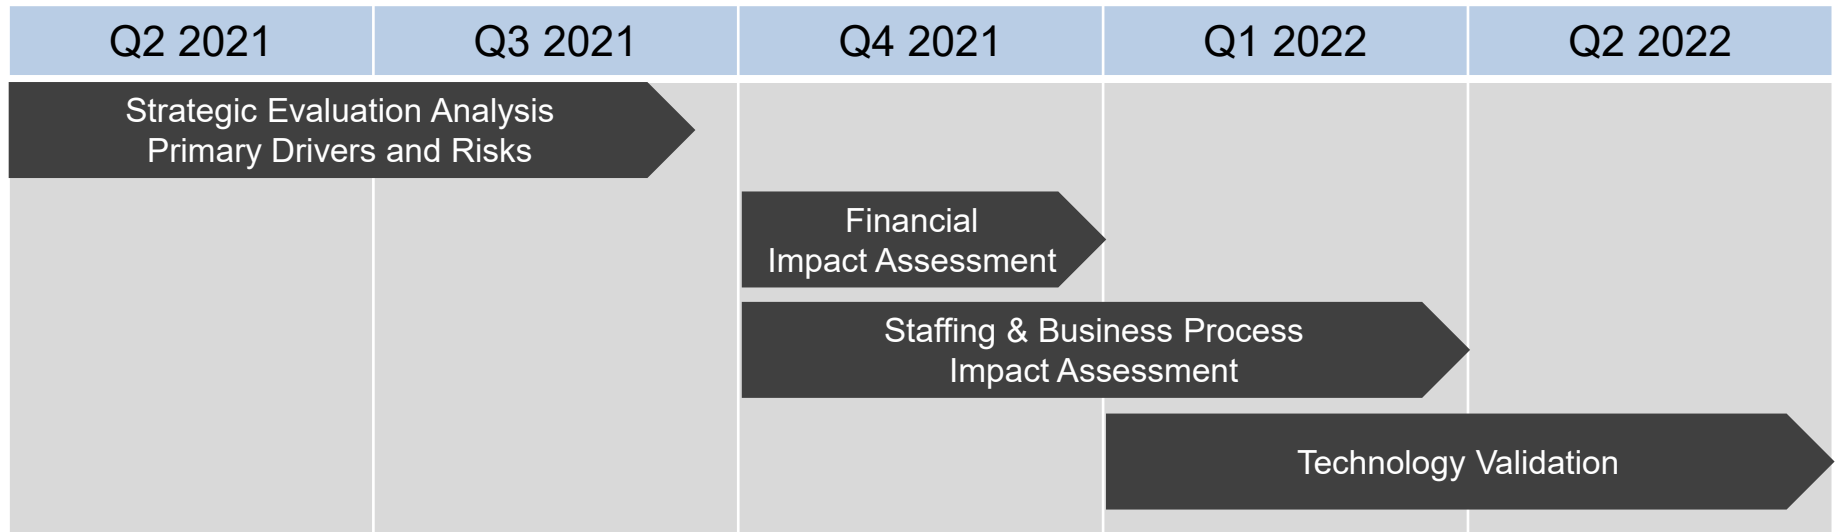 Q2 2021
Q3 2021
Q4 2021
Q1 2022
Q2 2022
Strategic Evaluation Analysis
Primary Drivers and Risks
Financial
Impact Assessment
Staffing & Business Process
Impact Assessment
Technology Validation